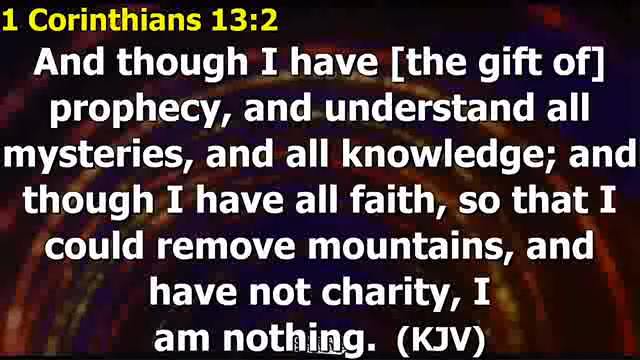 1 Corinthians 13:2
And though I have [the gift of]
prophecy, and understand all
mysteries, and all knowledge; and
though I have all faith, so that I
could remove mountains, and
have not charity, I
am nothing. (KJV)